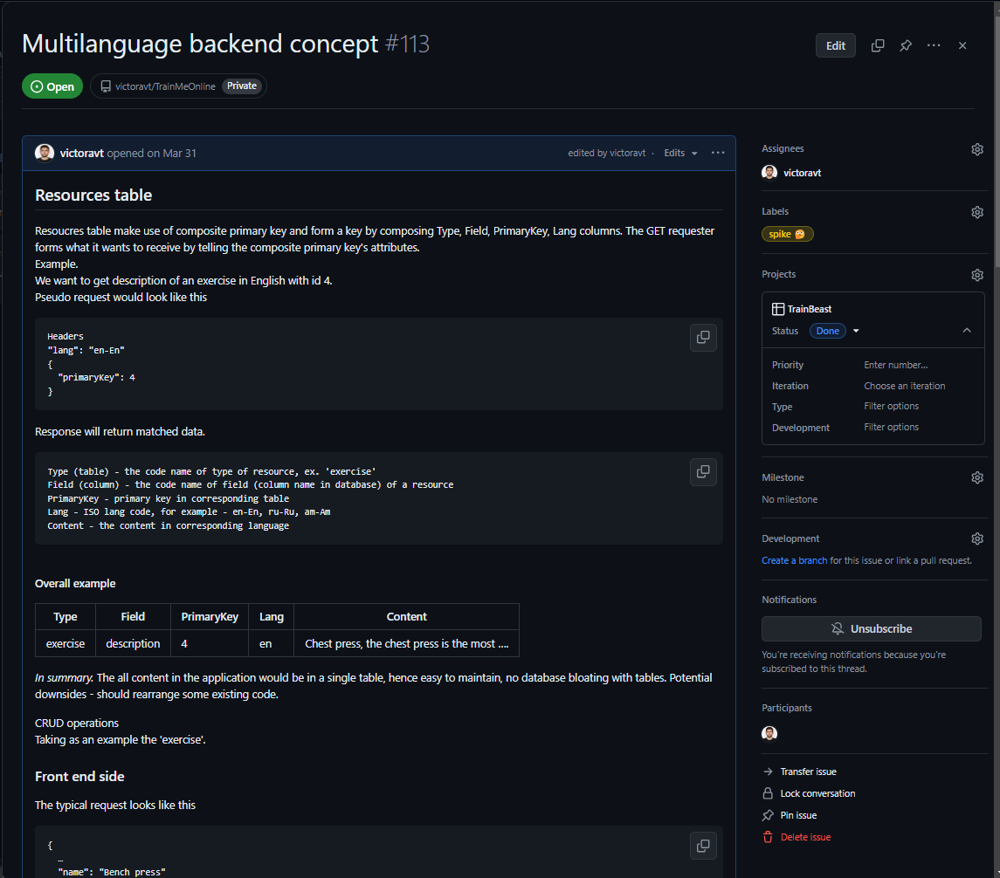 Multilanguage backend concept #113
Edit
Open
victoravt/TrainMeOnline Private
victoravt opened on Mar 31
edited by victoravt · Edits
Resources table
Resoucres table make use of composite primary key and form a key by composing Type, Field, PrimaryKey, Lang columns. The GET requester
forms what it wants to receive by telling the composite primary key's attributes.
Example.
We want to get description of an exercise in English with id 4.
Pseudo request would look like this
Headers
"lang": "en-En"
{
"primaryKey": 4
}
Response will return matched data.
Type (table) - the code name of type of resource, ex. 'exercise'
Field (column) - the code name of field (column name in database) of a resource
PrimaryKey - primary key in corresponding table
Lang - ISO lang code, for example - en-En, ru-Ru, am-Am
Content - the content in corresponding language
Overall example
Type Field PrimaryKey Lang Content
exercise description 4 en Chest press, the chest press is the most ....
In summary. The all content in the application would be in a single table, hence easy to maintain, no database bloating with tables. Potential
downsides - should rearrange some existing code.
CRUD operations
Taking as an example the 'exercise'.
Front end side
The typical request looks like this
{
…
"name": "Bench press"
Assignees
victoravt
Labels
spike 🤔
Projects
TrainBeast
Status Done
Priority Enter number...
Iteration Choose an iteration
Type Filter options
Development Filter options
Milestone
No milestone
Development
Create a branch for this issue or link a pull request.
Notifications
Unsubscribe
You're receiving notifications because you're
subscribed to this thread.
Participants
Transfer issue
Lock conversation
Pin issue
Delete issue